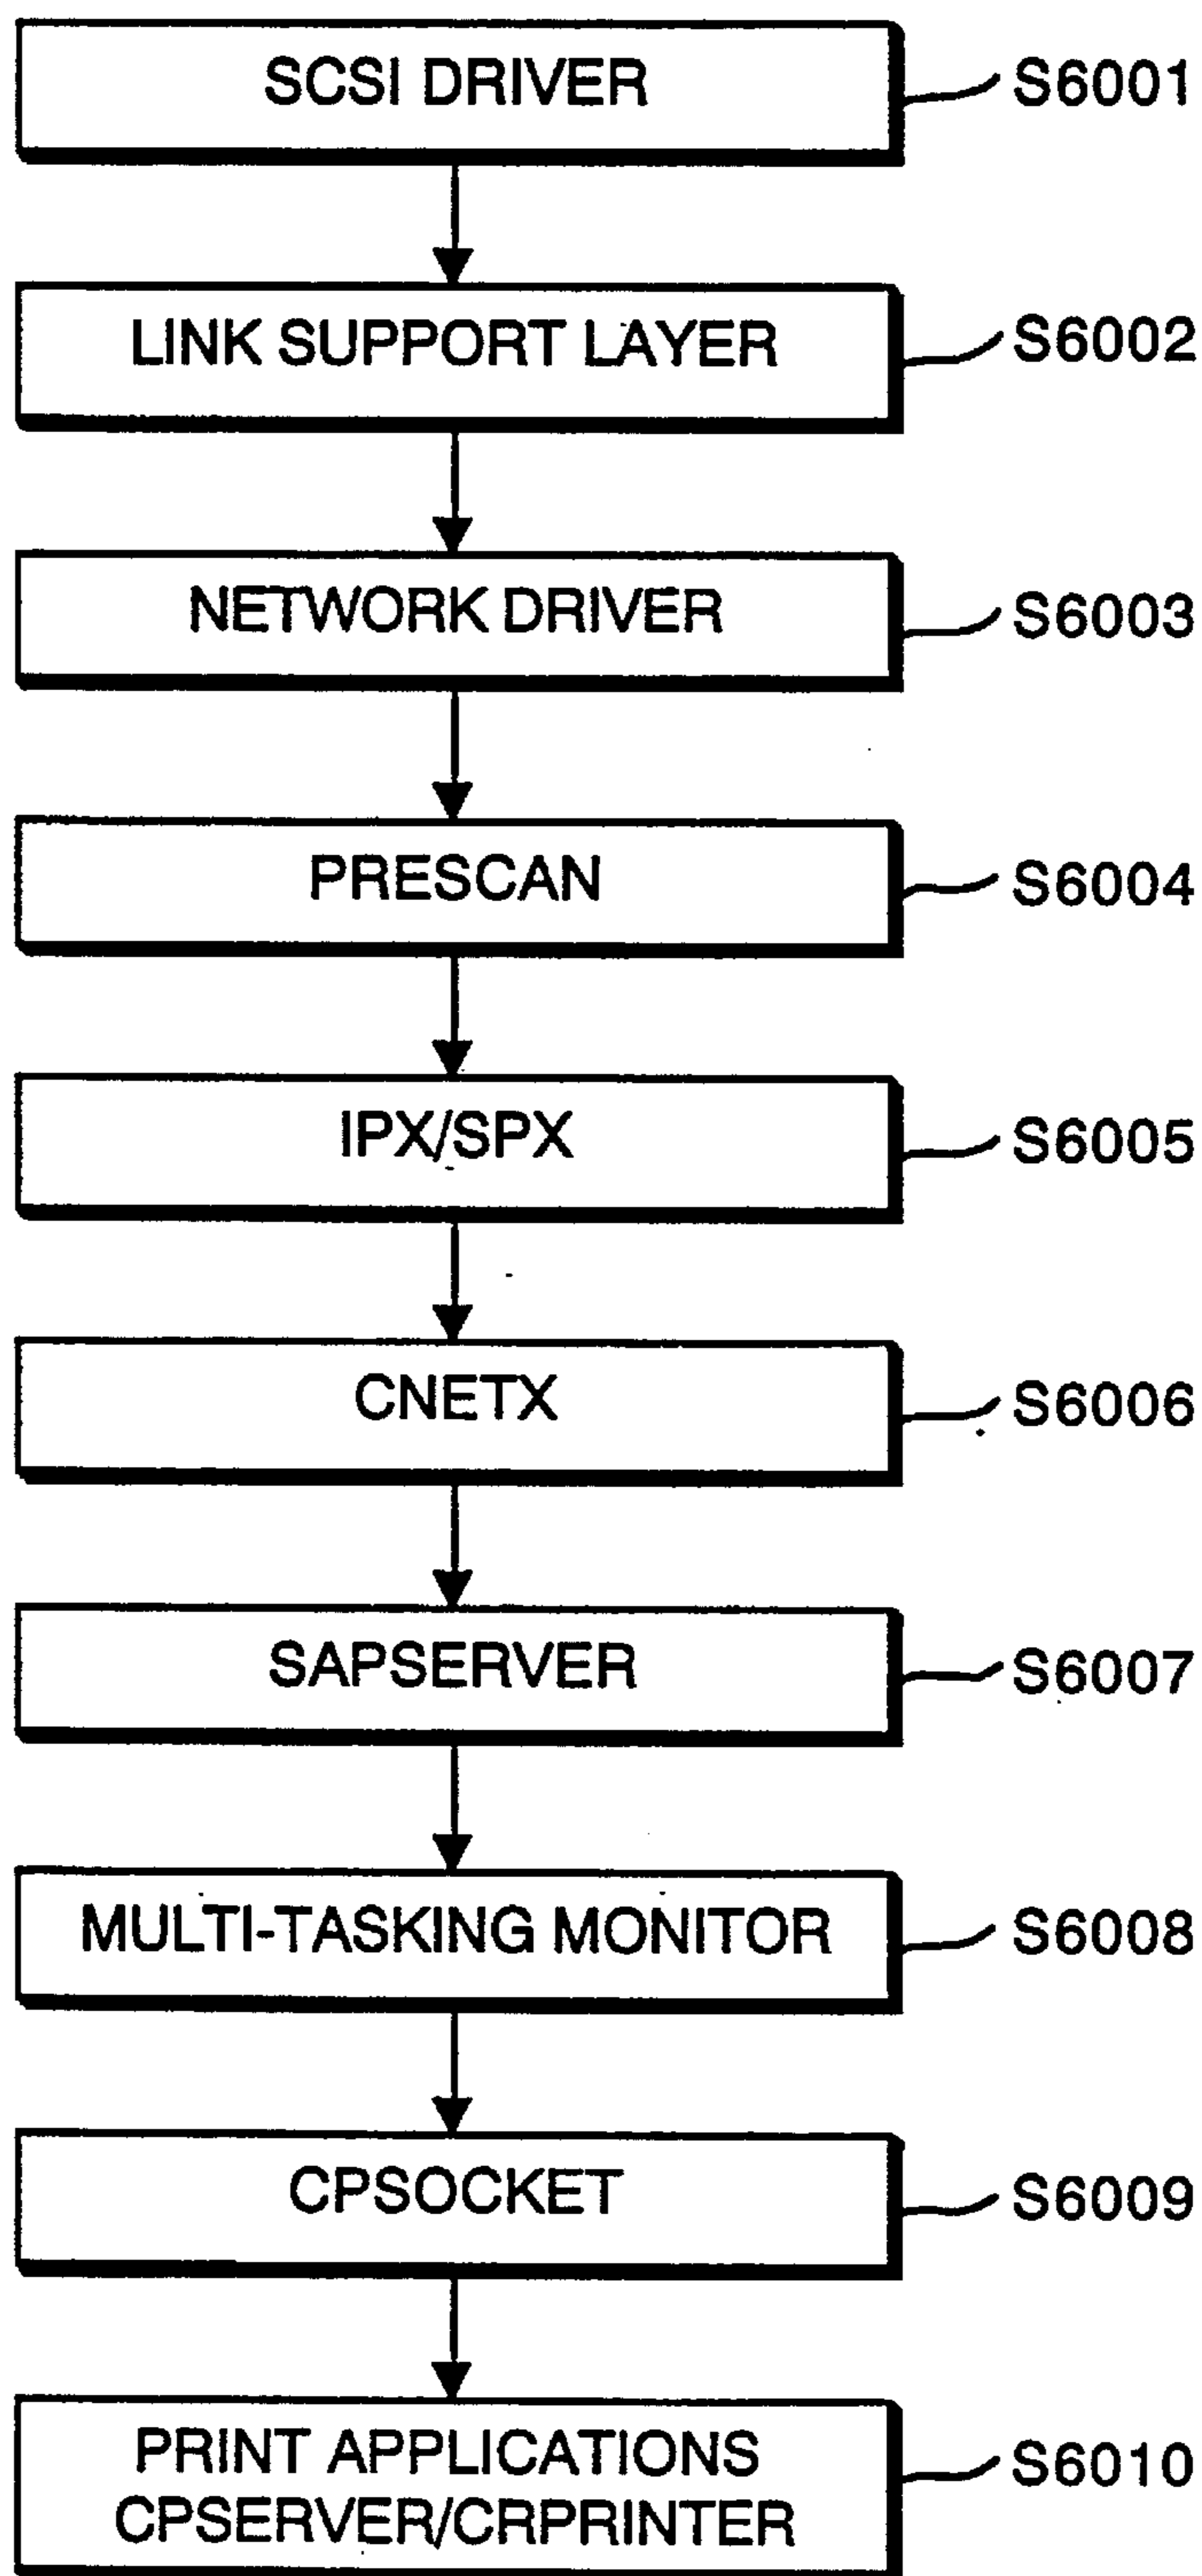 SCSI DRIVER
S6001
LINK SUPPORT LAYER
S6002
NETWORK DRIVER
S6003
PRESCAN
S6004
IPX/SPX
S6005
CNETX
S6006
SAPSERVER
S6007
MULTI-TASKING MONITOR
S6008
CPSOCKET
S6009
PRINT APPLICATIONS
CPSERVER/CRPRINTER
S6010